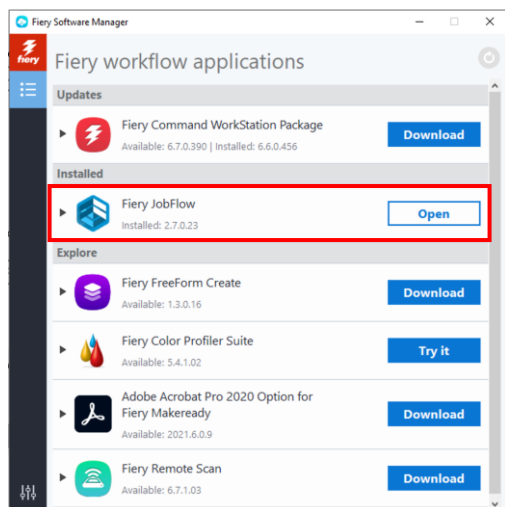 Fiery Software Manager
fiery
Fiery workflow applications
Updates
Fiery Command WorkStation Package
Available: 6.7.0.390 | Installed: 6.6.0.456
Download
Installed
Fiery JobFlow
Installed: 2.7.0.23
Open
Explore
Fiery FreeForm Create
Available: 1.3.0.16
Download
Fiery Color Profiler Suite
Available: 5.4.1.02
Try it
Adobe Acrobat Pro 2020 Option for
Fiery Makeready
Available: 2021.6.0.9
Download
Fiery Remote Scan
Available: 6.7.1.03
Download